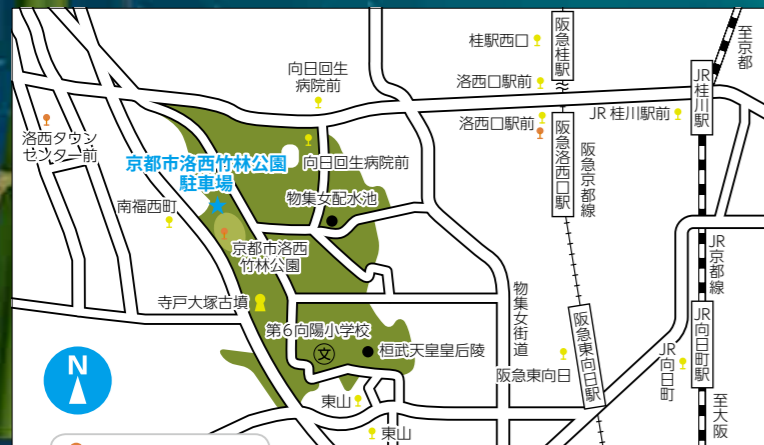 桂駅西口
阪急桂駅
至京都
JR桂川駅
向日回生
病院前
洛西口駅前
洛西口駅前
JR 桂川駅前
洛西タウン
センター前
向日回生病院前
京都市洛西竹林公園
駐車場
阪急洛西口駅
阪急京都線
物集女配水池
南福西町
京都市洛西
竹林公園
JR京都線
物集女街道
寺戸大塚古墳
第6向陽小学校
文
桓武天皇皇后陵
阪急東向日駅
JR向日町駅
阪急東向日
JR向日町
N
東山
東山
至大阪